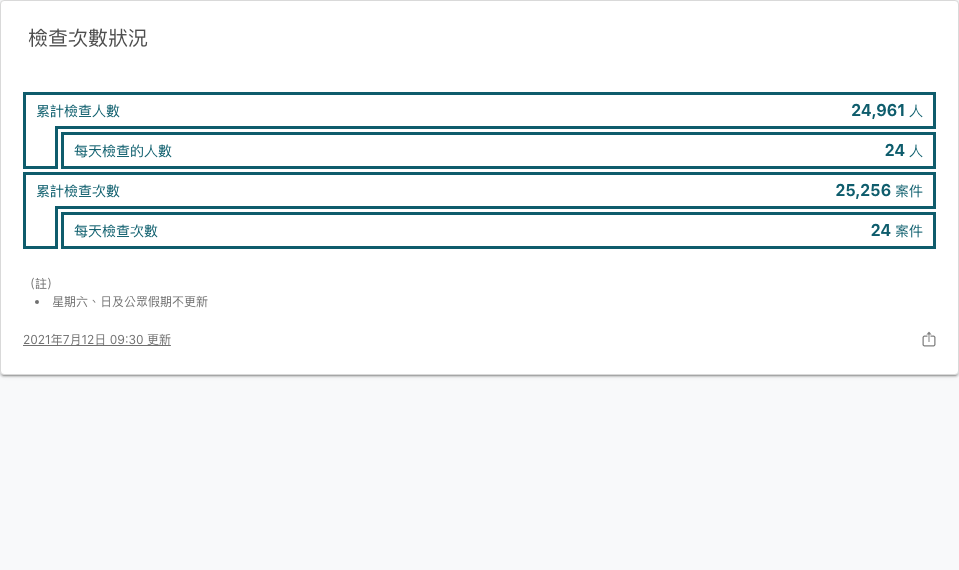 檢查次數狀況
累計檢查人數 24,961 人
每天檢查的人數 24 人
累計檢查次數 25,256 案件
每天檢查次數 24 案件
（註）
• 星期六、日及公眾假期不更新
2021年7月12日 09:30 更新